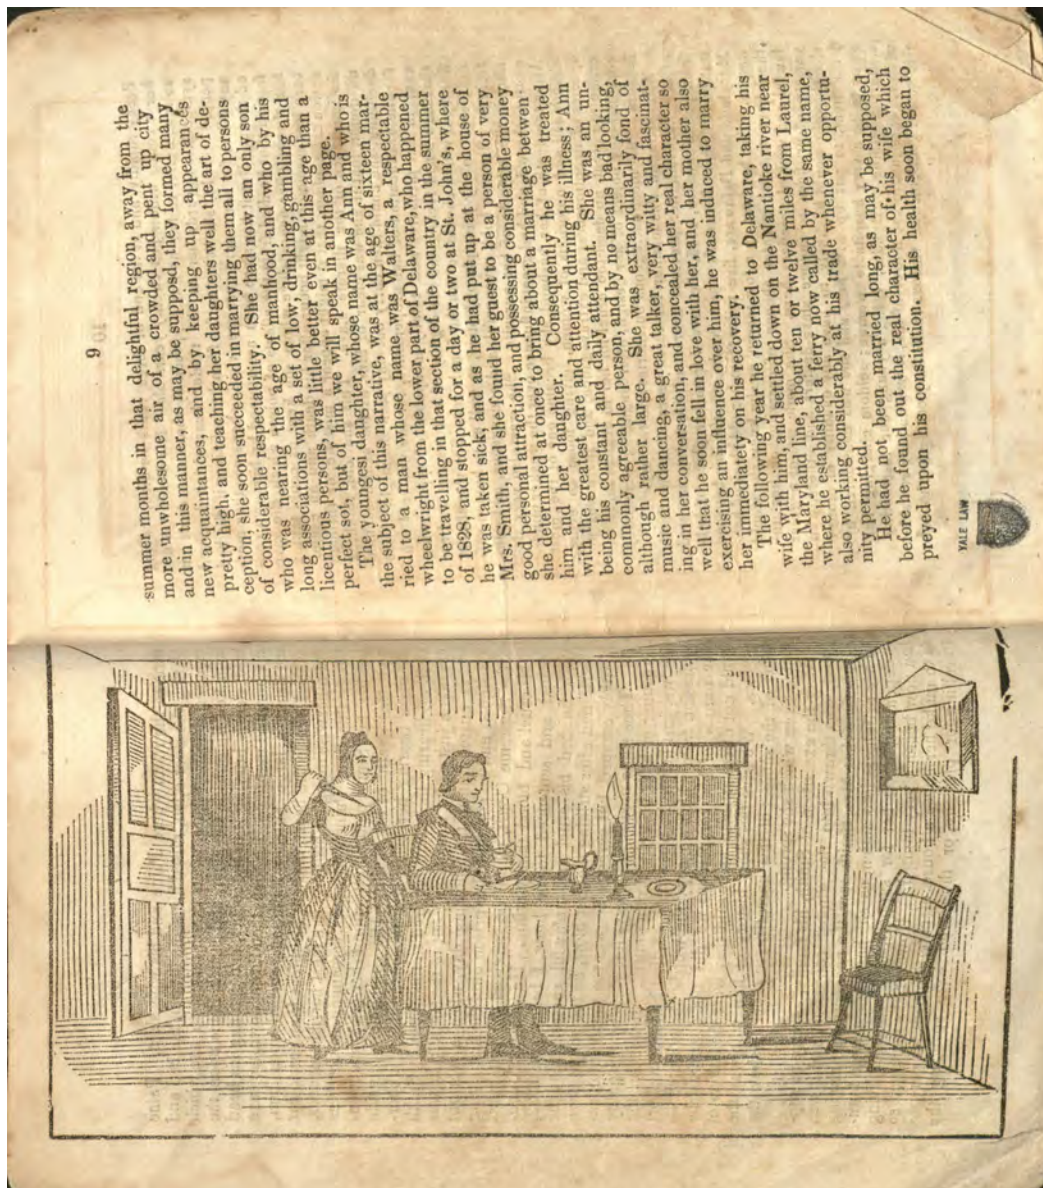 9
summer months in that delightful region, away from the
more unwholesome air of a crowded and pent up city
and in this manner, as may be supposd, they formed many
new acquaintances, and by keeping up appearances
pretty high, and teaching her daughters well the art of de-
ception, she soon succeeded in marrying them all to persons
of considerable respectability. She had now an only son
who was nearing the age of manhood, and who by his
long associations with a set of low, drinking, gambling and
licentious persons, was little better even at this age than a
perfect sot, but of him we will speak in another page.
The youngest daughter, whose name was Ann and who is
the subject of this narrative, was at the age of sixteen mar-
ried to a man whose name was Walters, a respectable
wheelwright from the lower part of Delaware, who happened
to be travelling in that section of the country in the summer
of 1828, and stopped for a day or two at St. John's, where
he was taken sick, and as he had put up at the house of
Mrs. Smith, and she found her guest to be a person of very
good personal attraction, and possessing considerable money
she determined at once to bring about a marriage between
him and her daughter. Consequently he was treated
with the greatest care and attention during his illness; Ann
being his constant and daily attendant. She was an un-
commonly agreeable person, and by no means bad looking,
although rather large. She was extraordinarily fond of
music and dancing, a great talker, very witty and fascinat-
ing in her conversation, and concealed her real character so
well that he soon fell in love with her, and her mother also
exercising an influence over him, he was induced to marry
her immediatety on his recovery.
The following year he returned to Delaware, taking his
wife with him, and settled down on the Nantioke river near
the Maryland line, about ten or twelve miles from Laurel,
where he established a ferry now called by the same name,
also working considerably at his trade whenever opportu-
nity permitted.
He had not been married long, as may be supposed,
before he found out the real character of his wife which
preyed upon his constitution. His health soon began to
YALE LAW